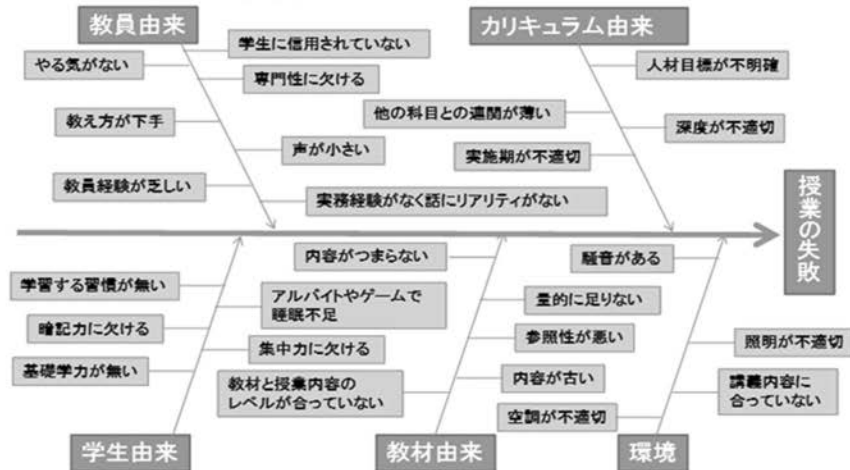 教員由来
カリキュラム由来
学生に信用されていない
やる気がない
専門性に欠ける
人材目標が不明確
他の科目との連関が薄い
教え方が下手
深度が不適切
声が小さい
実施期が不適切
教員経験が乏しい
実務経験がなく話にリアリティがない
授業の失敗
内容がつまらない
騒音がある
学習する習慣が無い
アルバイトやゲームで
睡眠不足
量的に足りない
暗記力に欠ける
参照性が悪い
照明が不適切
集中力に欠ける
基礎学力が無い
教材と授業内容の
レベルが合っていない
内容が古い
講義内容に
合っていない
空調が不適切
学生由来
教材由来
環境